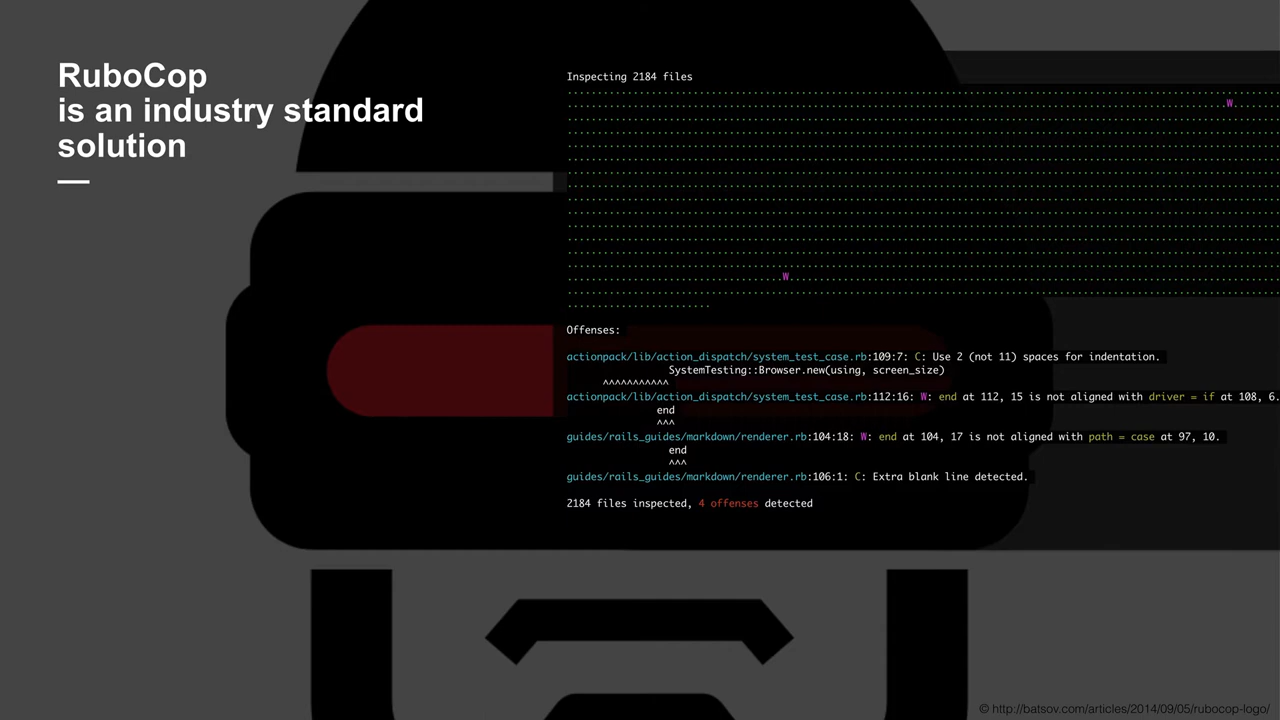 RuboCop
is an industry standard
solution
Inspecting 2184 files
W
W
Offenses:
actionpack/lib/action_dispatch/system_test_case.rb:109:7: C: Use 2 (not 11) spaces for indentation.
SystemTesting::Browser.new(using, screen_size)
^^^^^^^^^^^
actionpack/lib/action_dispatch/system_test_case.rb:112:16: W: end at 112, 15 is not aligned with driver = if at 108, 6.
end
^^^
guides/rails_guides/markdown/renderer.rb:104:18: W: end at 104, 17 is not aligned with path = case at 97, 10.
end
^^^
guides/rails_guides/markdown/renderer.rb:106:1: C: Extra blank line detected.
2184 files inspected, 4 offenses detected
© http://batsov.com/articles/2014/09/05/rubocop-logo/